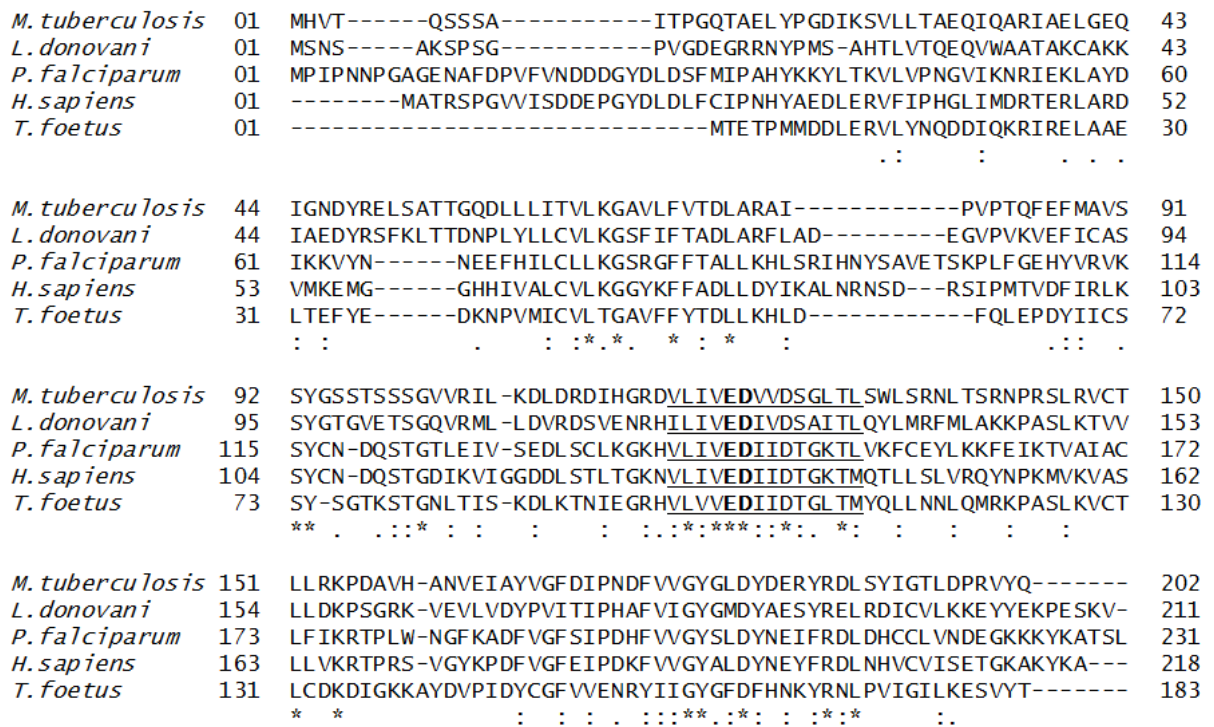 M.tuberculosis 01 MHVT------QSSSA-----------ITPGQTAELYPGDIKSVLLTAEQIQARIAELGEQ 43
L.donovani 01 MSNS-----AKSPSG-----------PVGDEGRRNYPMS-AHTLVTQEQVWAATAKCAKK 43
P.falciparum 01 MPIPNNPGAGENAFDPVFVNDDDGYDLDSFMIPAHYKKYLTKVLVPNGVIKNRIEKLAYD 60
H.sapiens 01 --------MATRSPGVVISDDEPGYDLDLFCIPNHYAEDLERVFIPHGLIMDRTERLARD 52
T.foetus 01 ------------------------------MTETPMMDDLERVLYNQDDIQKRIRELAAE 30
. : : . . .
M.tuberculosis 44 IGNDYRELSATTGQDLLLITVLKGAVLFVTDLARAI------------PVPTQFEFMAVS 91
L.donovani 44 IAEDYRSFKLTTDNPLYLLCVLKGSFIFTADLARFLAD---------EGVPVKVEFICAS 94
P.falciparum 61 IKKVYN------NEEFHILCLLKGSRGFFTALLKHLSRIHNYSAVETSKPLFGEHYVRVK 114
H.sapiens 53 VMKEMG------GHHIVALCVLKGGYKFFADLLDYIKALNRNSD---RSIPMTVDFIRLK 103
T.foetus 31 LTEFYE------DKNPVMICVLTGAVFFYTDLLKHLD------------FQLEPDYIICS 72
: : . : :*.*. * : * : .:: .
M.tuberculosis 92 SYGSSTSSSGVVRIL-KDLDRDIHGRDVLIVEDVVDSGLTLSWLSRNLTSRNPRSLRVCT 150
L.donovani 95 SYGTGVETSGQVRML-LDVRDSVENRHILIVEDIVDSAITLQYLMRFMLAKKPASLKTVV 153
P.falciparum 115 SYCN-DQSTGTLEIV-SEDLSCLKGKHVLIVEDIIDTGKTLVKFCEYLKKFEIKTVAIAC 172
H.sapiens 104 SYCN-DQSTGDIKVIGGDDLSTLTGKNVLIVEDIIDTGKTMQTLLSLVRQYNPKMVKVAS 162
T.foetus 73 SY-SGTKSTGNLTIS-KDLKTNIEGRHVLVVEDIIDTGLTMYQLLNNLQMRKPASLKVCT 130
** . .::* : : : : :.:*:***::*:. *: : : : :
M.tuberculosis 151 LLRKPDAVH-ANVEIAYVGFDIPNDFVVGYGLDYDERYRDLSYIGTLDPRVYQ------- 202
L.donovani 154 LLDKPSGRK-VEVLVDYPVITIPHAFVIGYGMDYAESYRELRDICVLKKEYYEKPESKV- 211
P.falciparum 173 LFIKRTPLW-NGFKADFVGFSIPDHFVVGYSLDYNEIFRDLDHCCLVNDEGKKKYKATSL 231
H.sapiens 163 LLVKRTPRS-VGYKPDFVGFEIPDKFVVGYALDYNEYFRDLNHVCVISETGKAKYKA--- 218
T.foetus 131 LCDKDIGKKAYDVPIDYCGFVVENRYIIGYGFDFHNKYRNLPVIGILKESVYT------- 183
* * : : . :::**.:*: : :*:* :.